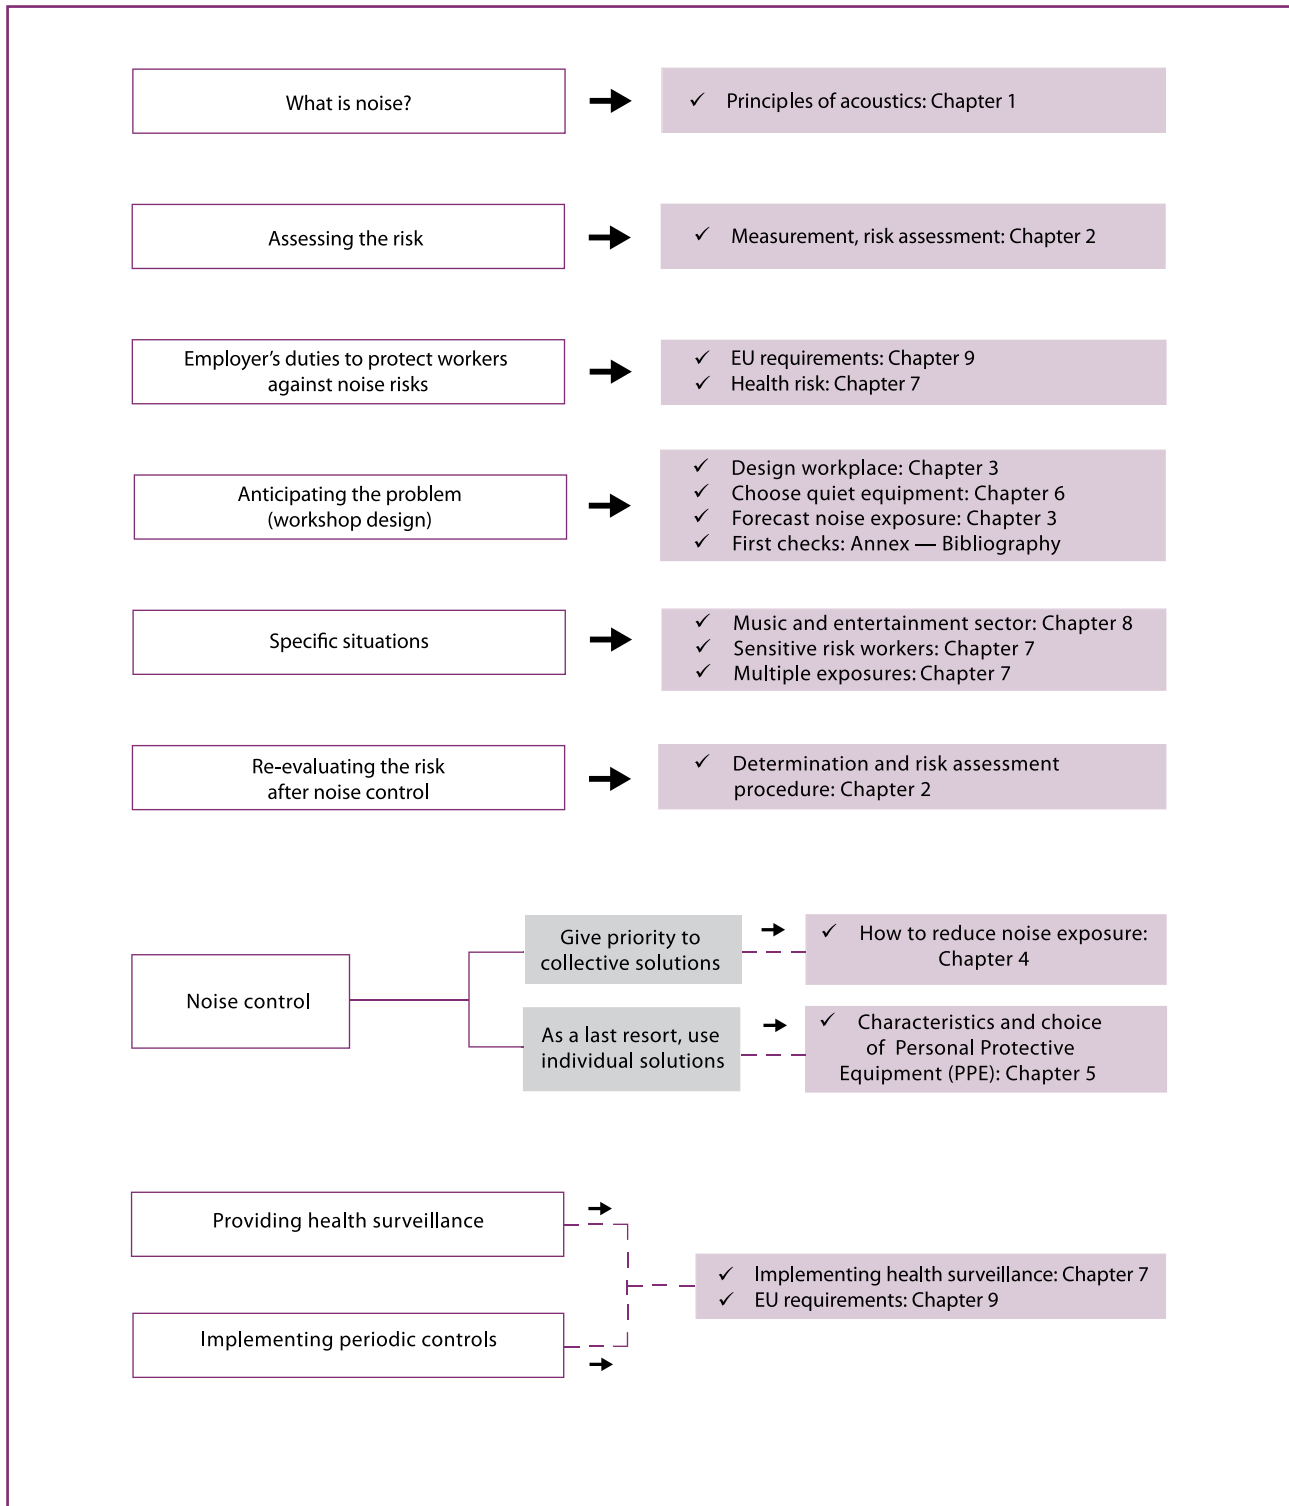 What is noise?
✓ Principles of acoustics: Chapter 1
Assessing the risk
✓ Measurement, risk assessment: Chapter 2
Employer’s duties to protect workers
against noise risks
✓ EU requirements: Chapter 9
✓ Health risk: Chapter 7
Anticipating the problem
(workshop design)
✓ Design workplace: Chapter 3
✓ Choose quiet equipment: Chapter 6
✓ Forecast noise exposure: Chapter 3
✓ First checks: Annex — Bibliography
Specific situations
✓ Music and entertainment sector: Chapter 8
✓ Sensitive risk workers: Chapter 7
✓ Multiple exposures: Chapter 7
Re-evaluating the risk
after noise control
✓ Determination and risk assessment
procedure: Chapter 2
Noise control
Give priority to
collective solutions
✓ How to reduce noise exposure:
Chapter 4
As a last resort, use
individual solutions
✓ Characteristics and choice
of Personal Protective
Equipment (PPE): Chapter 5
Providing health surveillance
Implementing periodic controls
✓ Implementing health surveillance: Chapter 7
✓ EU requirements: Chapter 9